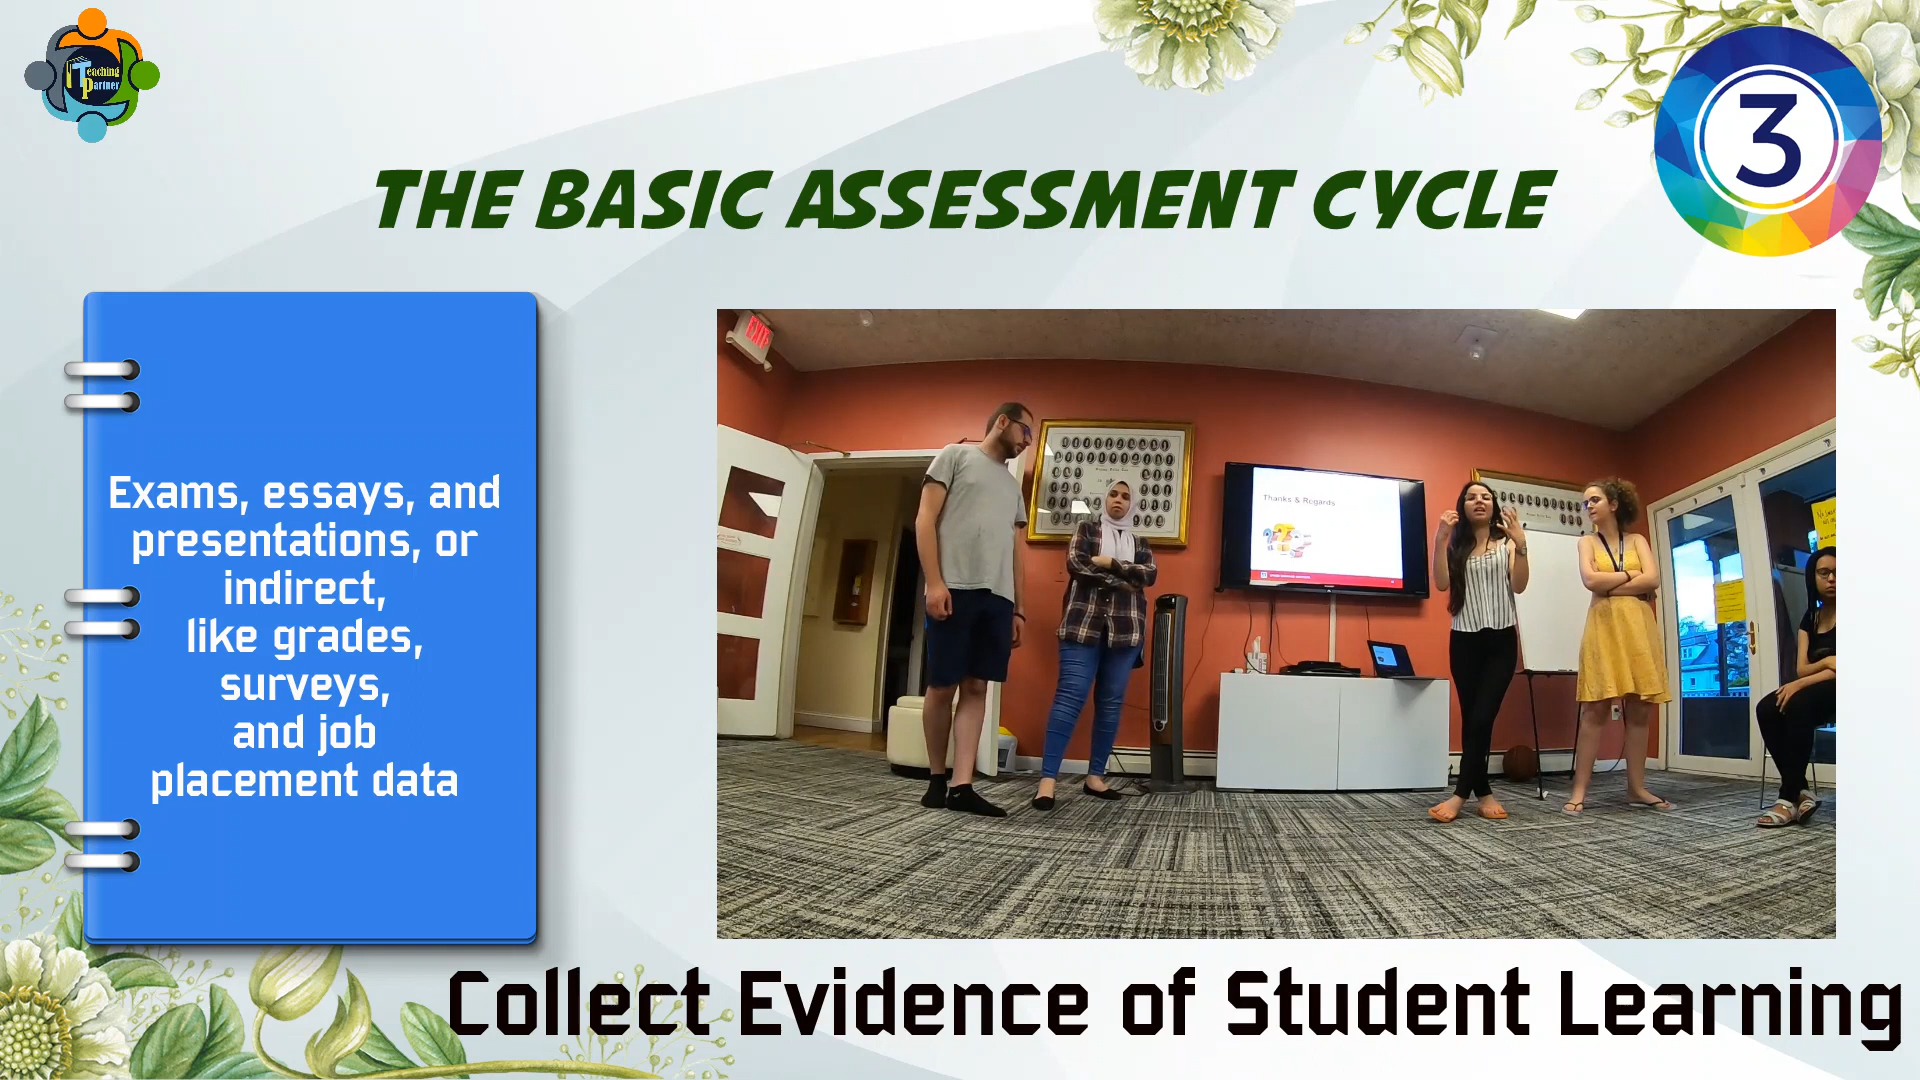 Teaching
Partner
3
THE BASIC ASSESSMENT CYCLE
Exams, essays, and
presentations, or
indirect,
like grades,
surveys,
and job
placement data
EXIT
Thanks & Regards
Collect Evidence of Student Learning